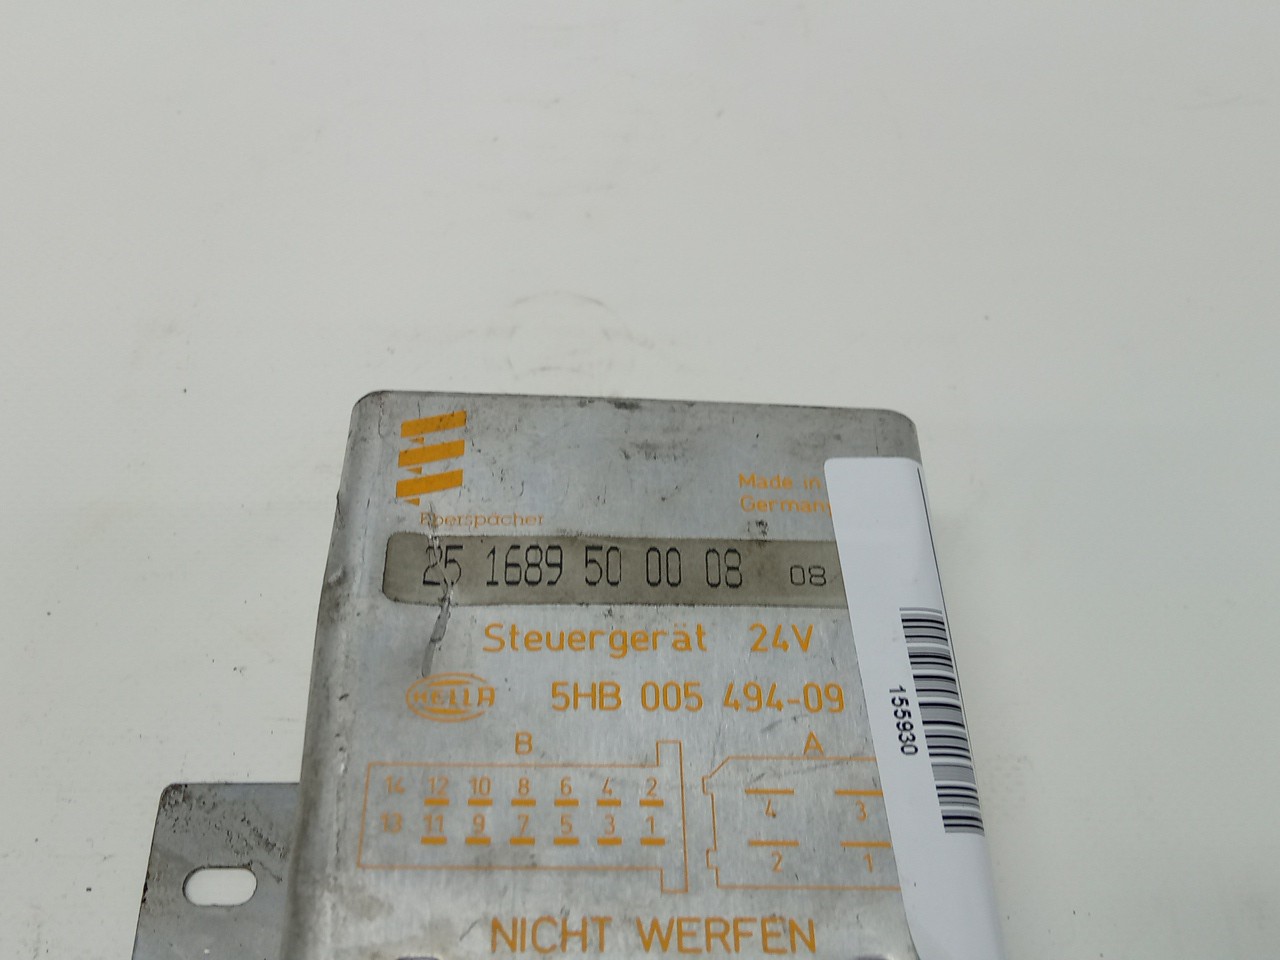 Made in
Germany
Eberspächer
25 1689 50 00 08 08
Steuergerät 24V
HELLA 5HB 005 494-09
155930
B A
14 12 10 8 6 4 2
13 11 9 7 5 3 1
4 3
2 1
NICHT WERFEN